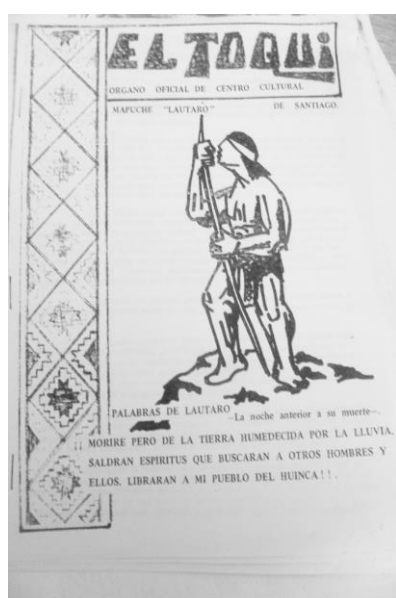 EL TOQUI
ORGANO OFICIAL DE CENTRO CULTURAL
MAPUCHE "LAUTARO" DE SANTIAGO.
PALABRAS DE LAUTARO
–La noche anterior a su muerte–.
¡¡ MORIRE PERO DE LA TIERRA HUMEDECIDA POR LA LLUVIA,
SALDRAN ESPIRITUS QUE BUSCARAN A OTROS HOMBRES Y
ELLOS, LIBRARAN A MI PUEBLO DEL HUINCA!!.